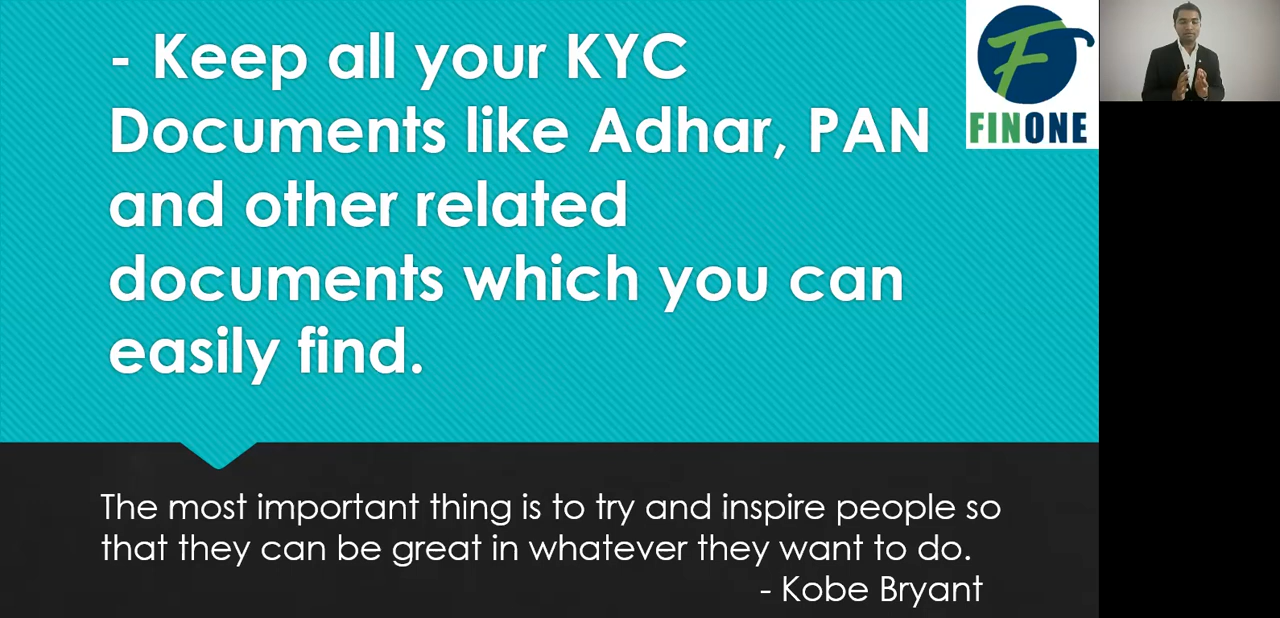 - Keep all your KYC
Documents like Adhar, PAN
and other related
documents which you can
easily find.
FINONE
The most important thing is to try and inspire people so
that they can be great in whatever they want to do.
- Kobe Bryant